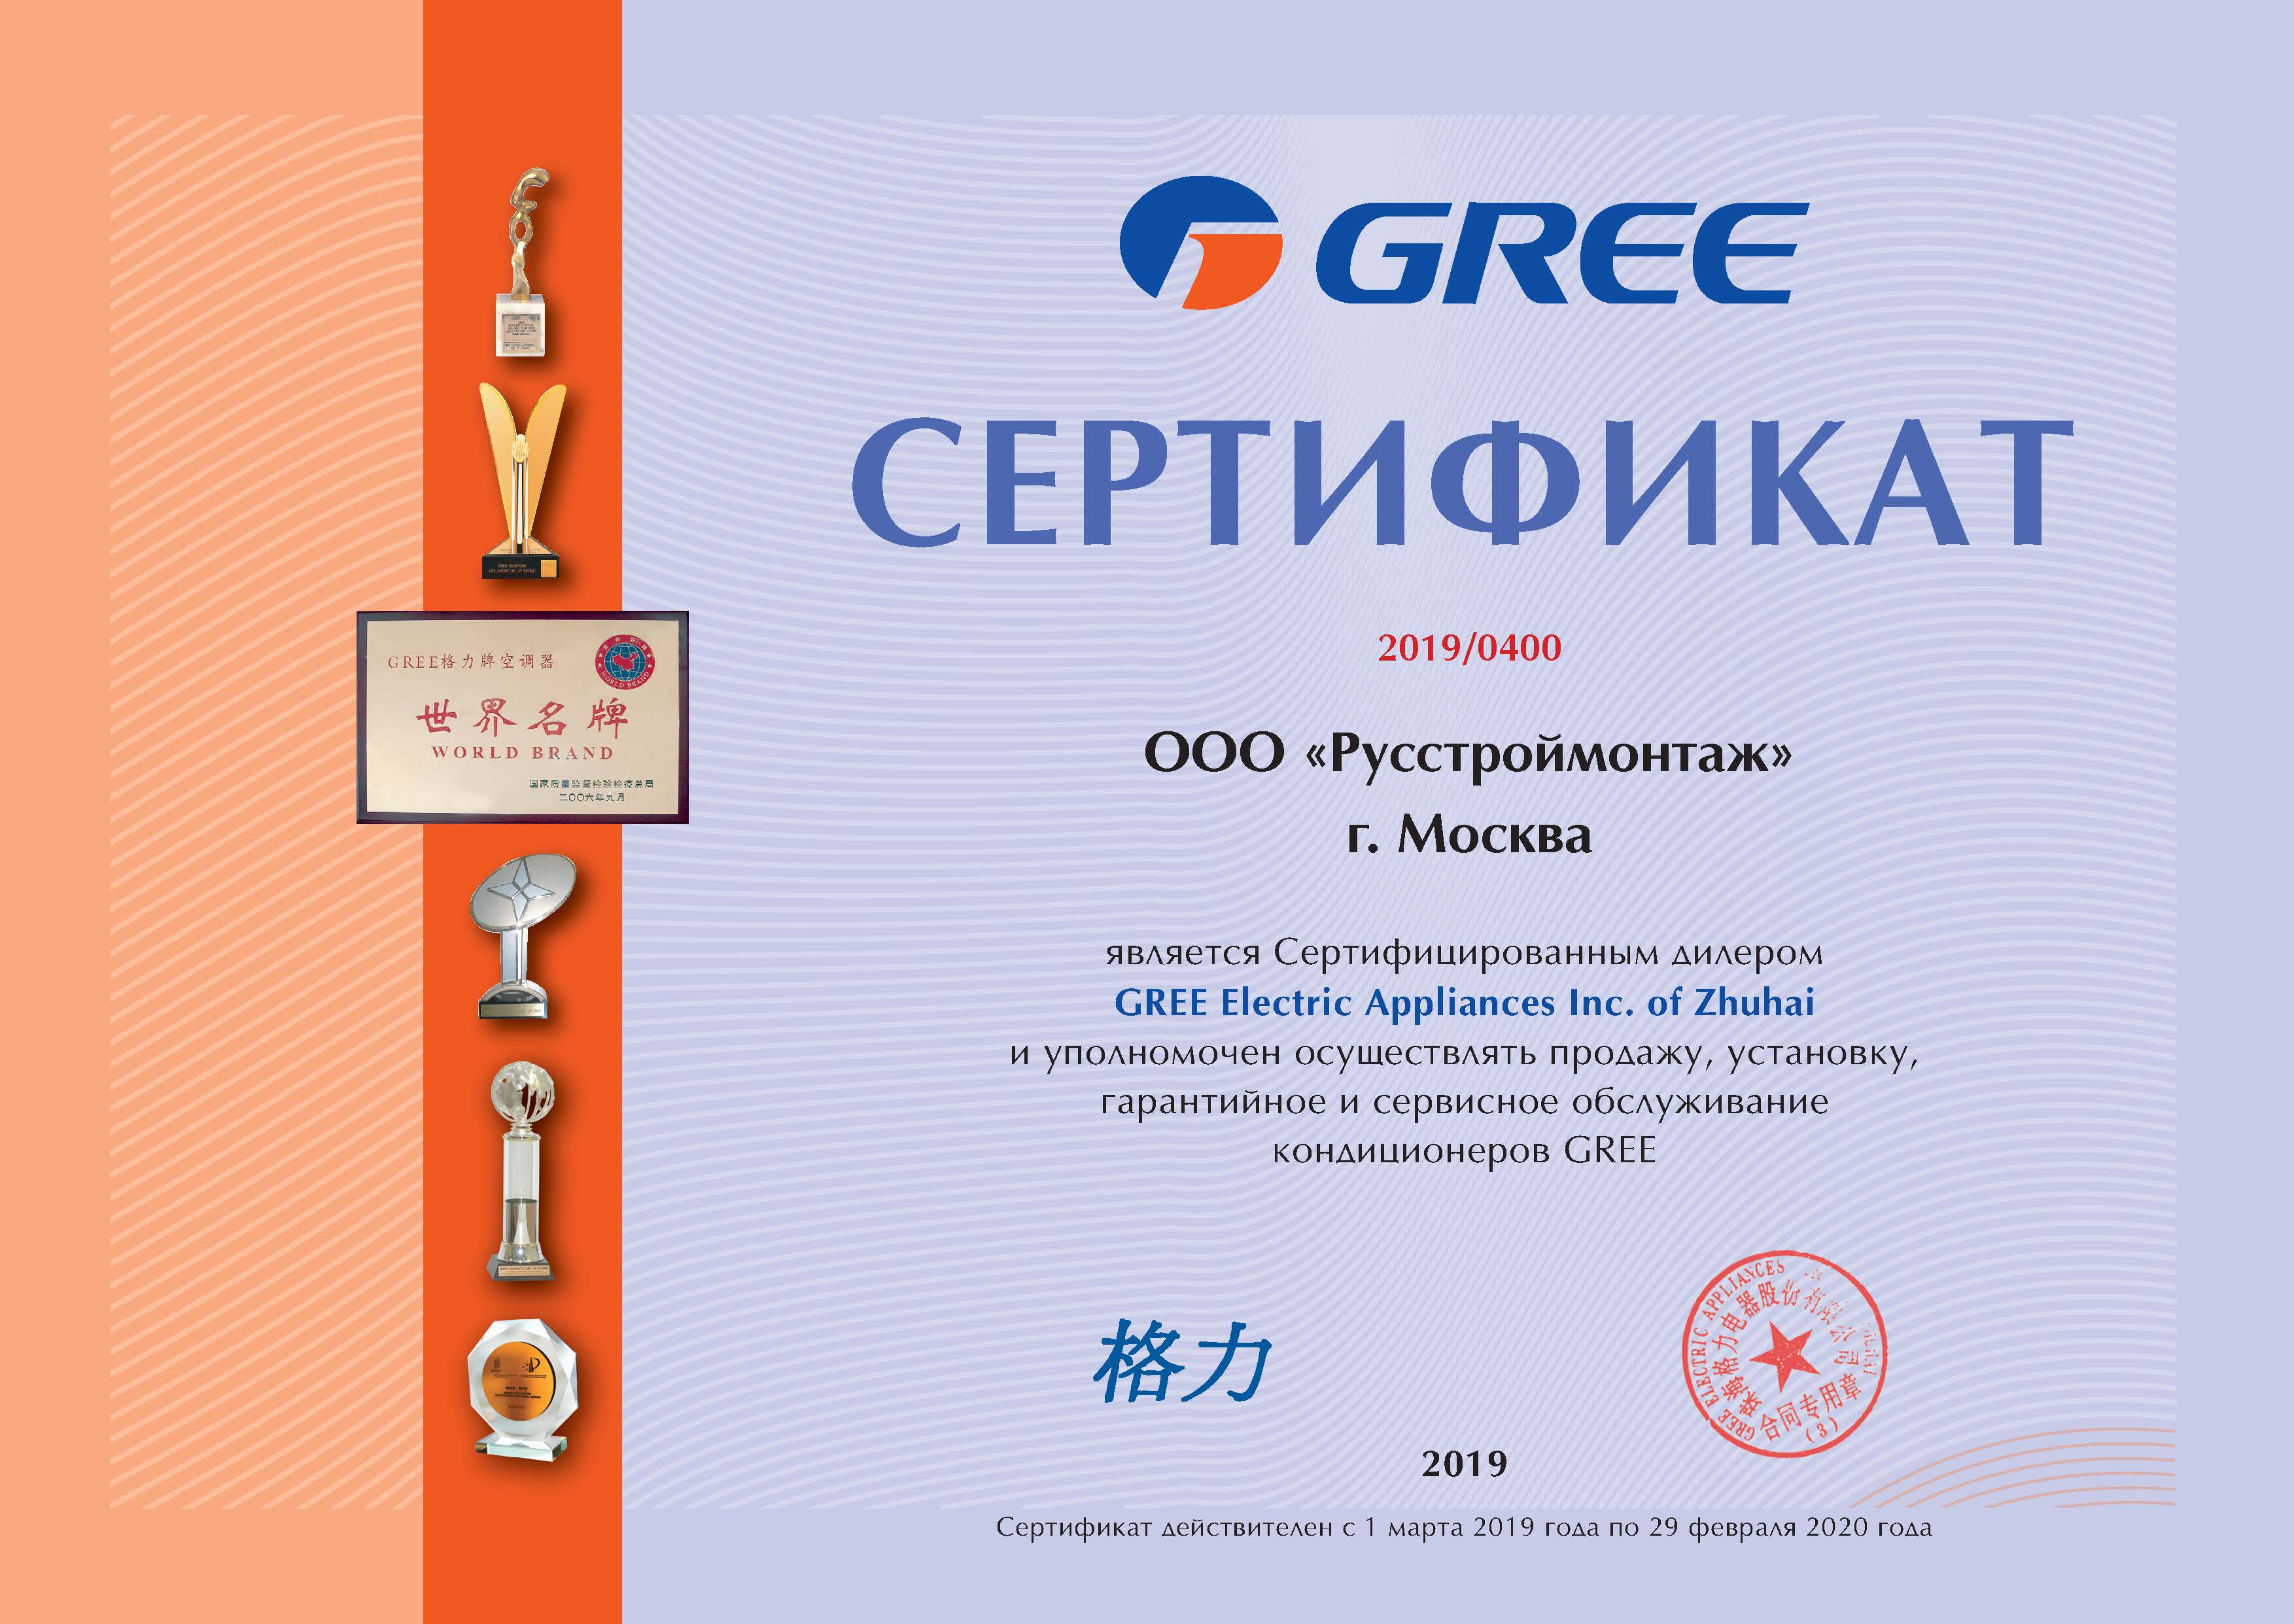 GREE
СЕРТИФИКАТ
2019/0400
ООО «Русстроймонтаж»
г. Москва
является Сертифицированным дилером
GREE Electric Appliances Inc. of Zhuhai
и уполномочен осуществлять продажу, установку,
гарантийное и сервисное обслуживание
кондиционеров GREE
格力
2019
Сертификат действителен с 1 марта 2019 года по 29 февраля 2020 года
GREE格力牌空调器
世界名牌
WORLD BRAND
国家质量监督检验检疫总局
二〇〇六年九月
GREE ELECTRIC APPLIANCES
珠海格力电器股份有限公司
合同专用章
(3)